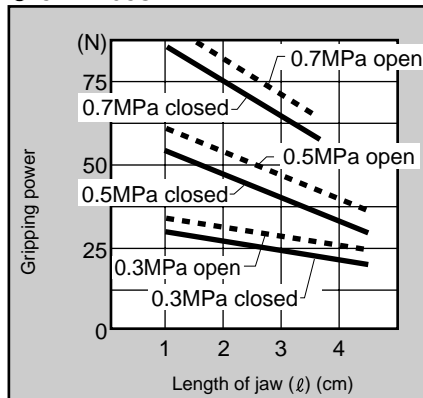 (N)
75
50
25
0
Gripping power
0.7MPa open
0.7MPa closed
0.5MPa open
0.5MPa closed
0.3MPa open
0.3MPa closed
1 2 3 4
Length of jaw (ℓ) (cm)